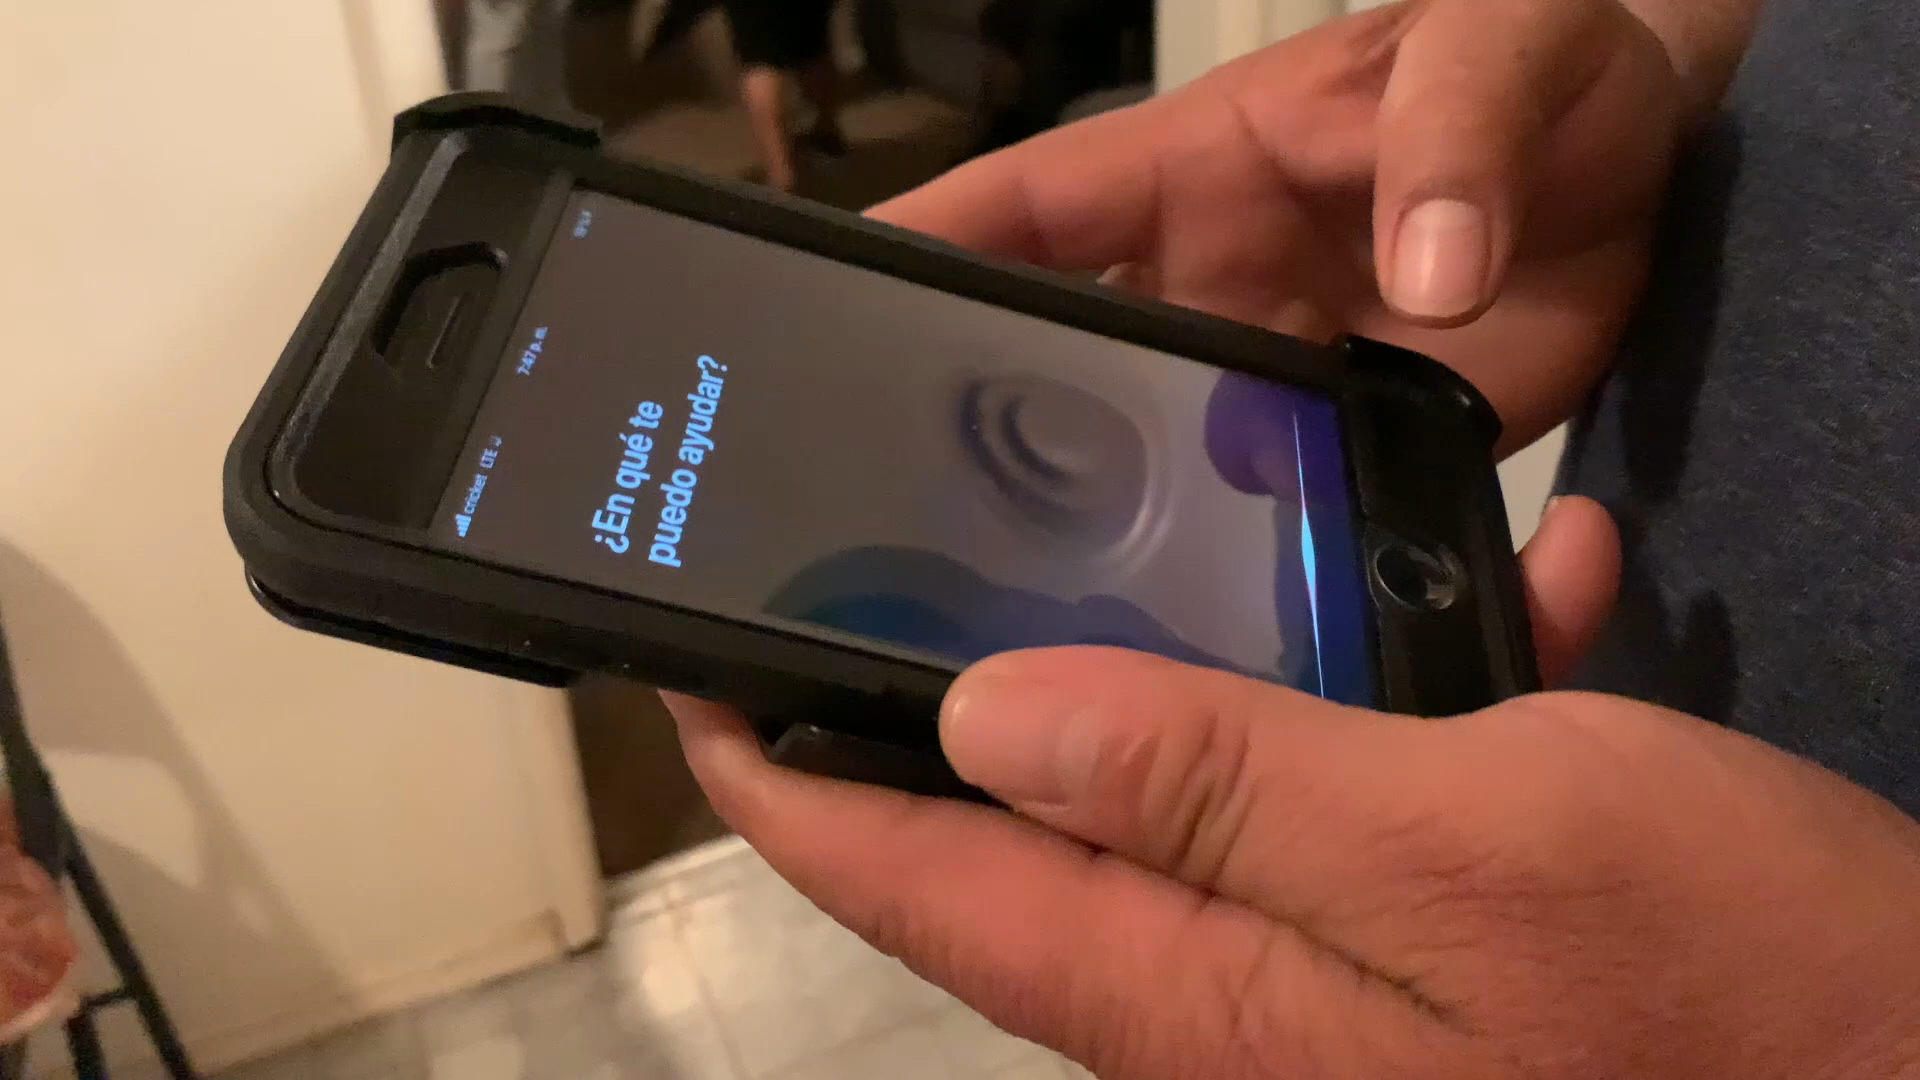 cricket LTE
7:47 p. m.
¿En qué te
puedo ayudar?